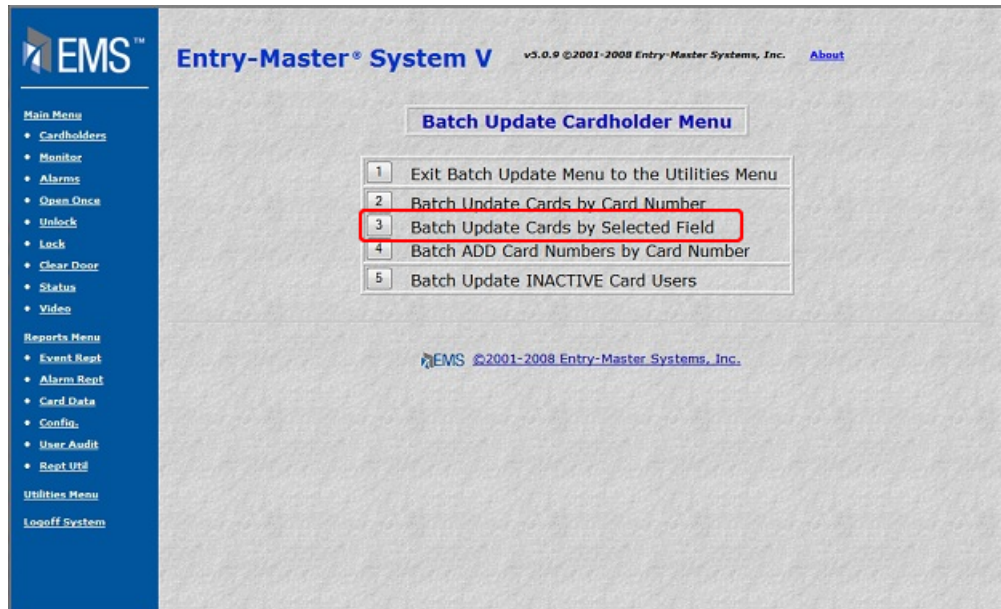 EMS™
Entry-Master® System V v5.0.9 ©2001-2008 Entry-Master Systems, Inc. About
Main Menu
Cardholders
Monitor
Alarms
Open Once
Unlock
Lock
Clear Door
Status
Video
Reports Menu
Event Rept
Alarm Rept
Card Data
Config.
User Audit
Rept Util
Utilities Menu
Logoff System
Batch Update Cardholder Menu
1 Exit Batch Update Menu to the Utilities Menu
2 Batch Update Cards by Card Number
3 Batch Update Cards by Selected Field
4 Batch ADD Card Numbers by Card Number
5 Batch Update INACTIVE Card Users
EMS ©2001-2008 Entry-Master Systems, Inc.